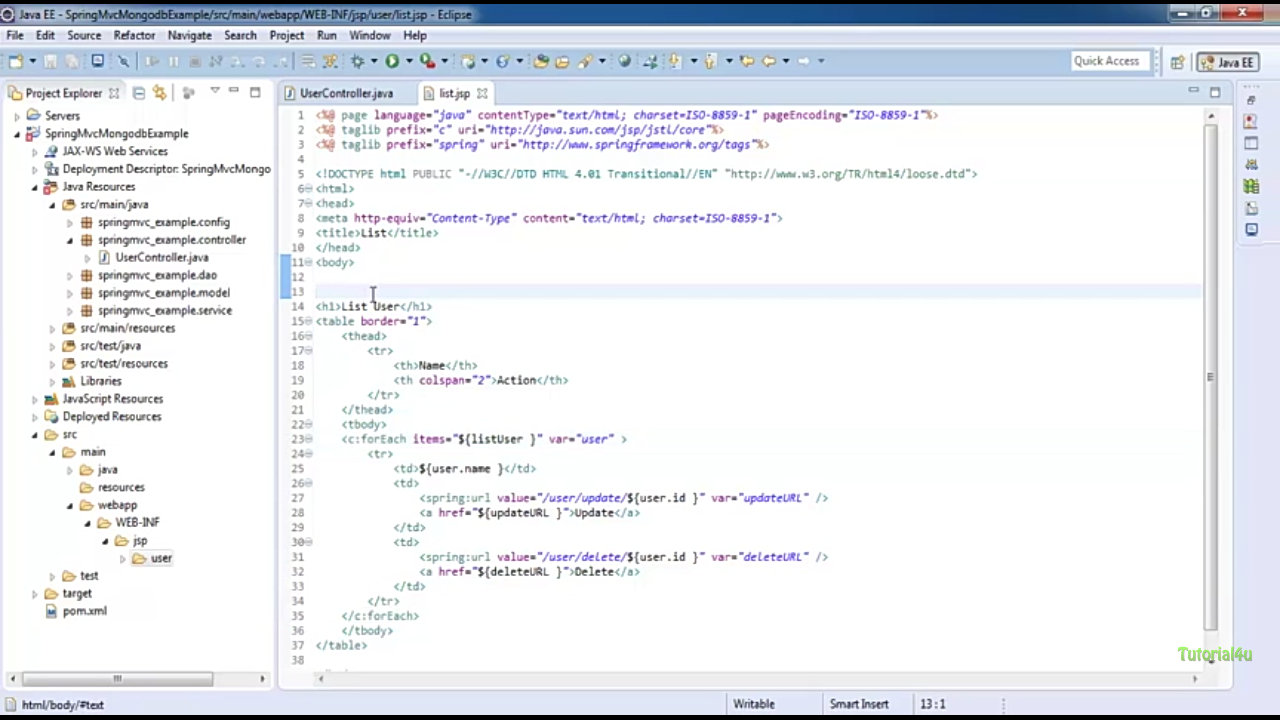 Java EE - SpringMvcMongodbExample/src/main/webapp/WEB-INF/jsp/user/list.jsp - Eclipse
File Edit Source Refactor Navigate Search Project Run Window Help
Quick Access
Java EE
Project Explorer
UserController.java
list.jsp
Servers
SpringMvcMongodbExample
JAX-WS Web Services
Deployment Descriptor: SpringMvcMongo
Java Resources
src/main/java
springmvc_example.config
springmvc_example.controller
UserController.java
springmvc_example.dao
springmvc_example.model
springmvc_example.service
src/main/resources
src/test/java
src/test/resources
Libraries
JavaScript Resources
Deployed Resources
src
main
java
resources
webapp
WEB-INF
jsp
user
test
target
pom.xml
1 <%@ page language="java" contentType="text/html; charset=ISO-8859-1" pageEncoding="ISO-8859-1"%>
2 <%@ taglib prefix="c" uri="http://java.sun.com/jsp/jstl/core"%>
3 <%@ taglib prefix="spring" uri="http://www.springframework.org/tags"%>
4
5 <!DOCTYPE html PUBLIC "-//W3C//DTD HTML 4.01 Transitional//EN" "http://www.w3.org/TR/html4/loose.dtd">
6 <html>
7 <head>
8 <meta http-equiv="Content-Type" content="text/html; charset=ISO-8859-1">
9 <title>List</title>
10 </head>
11 <body>
12
13
14 <h1>List User</h1>
15 <table border="1">
16 <thead>
17 <tr>
18 <th>Name</th>
19 <th colspan="2">Action</th>
20 </tr>
21 </thead>
22 <tbody>
23 <c:forEach items="${listUser }" var="user" >
24 <tr>
25 <td>${user.name }</td>
26 <td>
27 <spring:url value="/user/update/${user.id }" var="updateURL" />
28 <a href="${updateURL }">Update</a>
29 </td>
30 <td>
31 <spring:url value="/user/delete/${user.id }" var="deleteURL" />
32 <a href="${deleteURL }">Delete</a>
33 </td>
34 </tr>
35 </c:forEach>
36 </tbody>
37 </table>
38
Tutorial4u
html/body/#text
Writable
Smart Insert
13 : 1